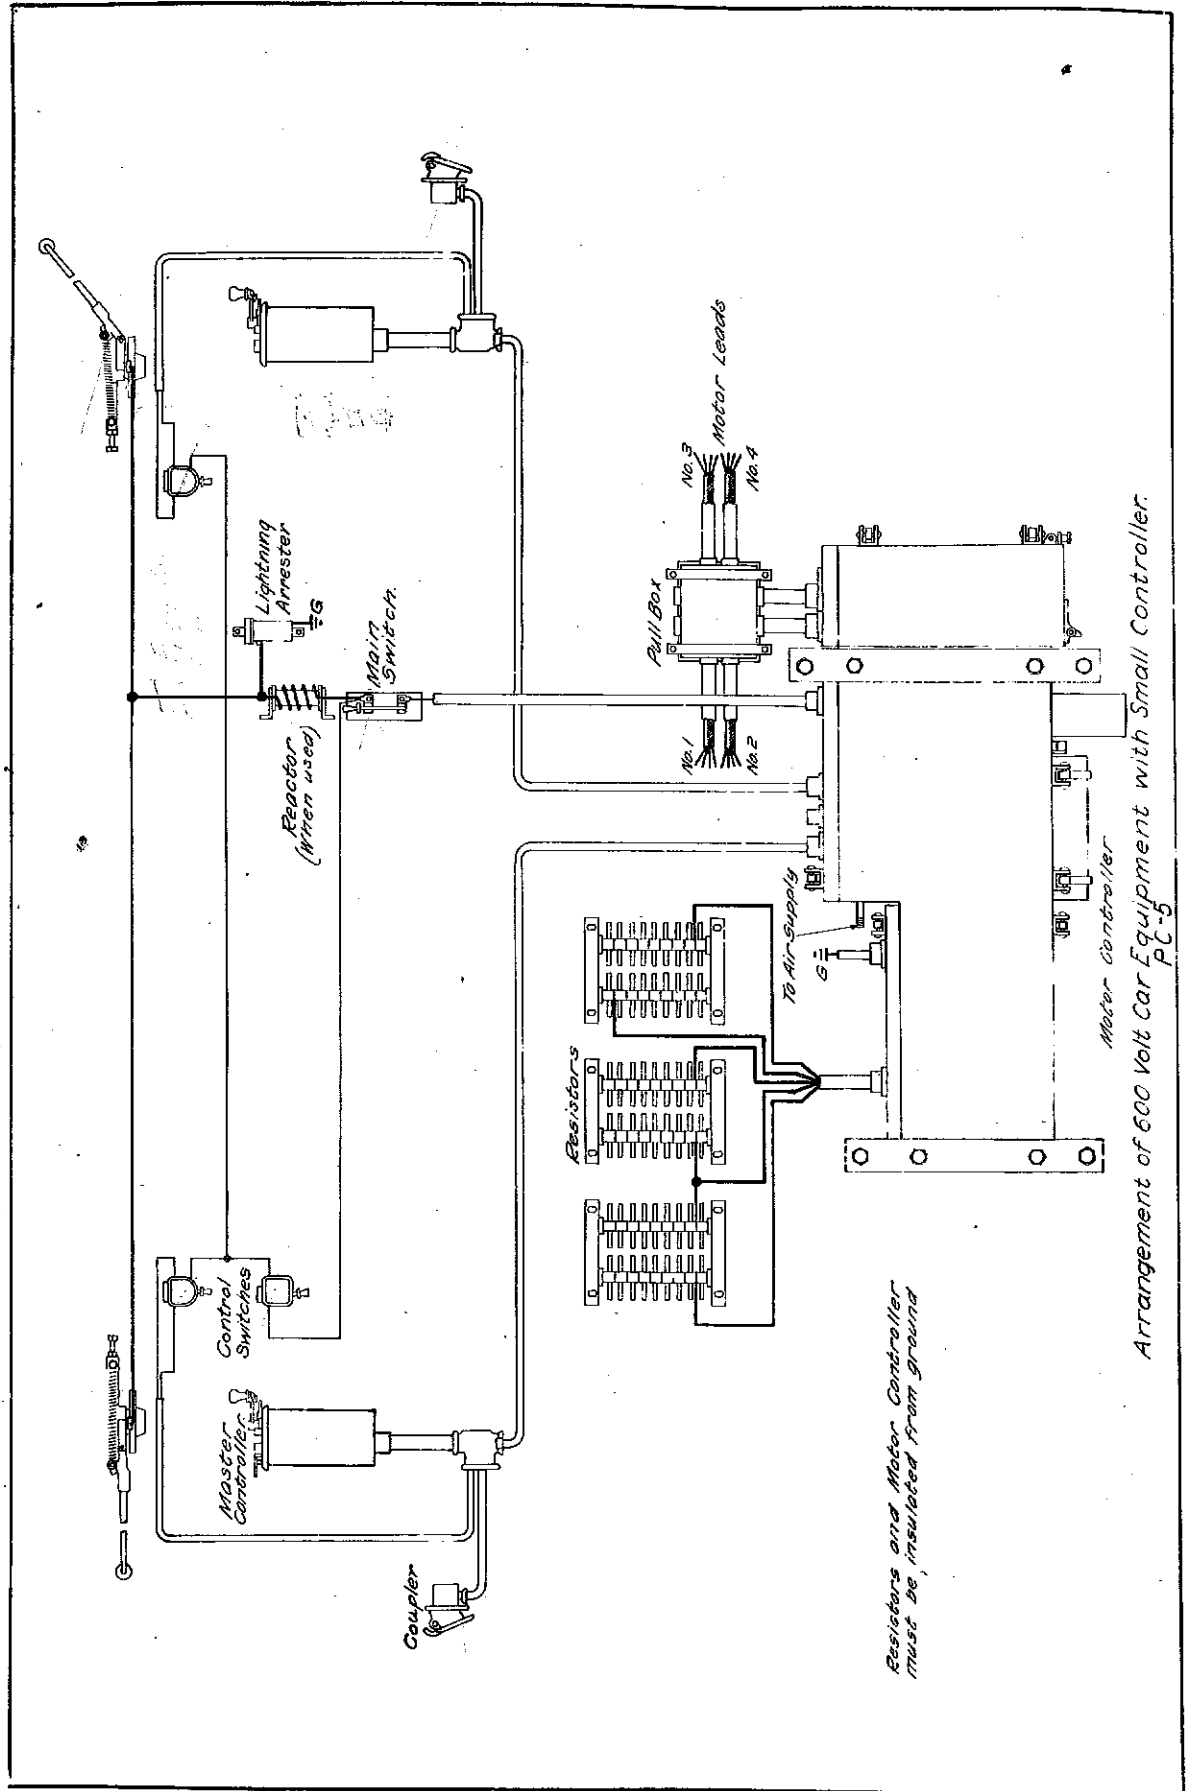 Coupler
Master
Controller.
Control
Switches
Reactor
(When used)
Lightning
Arrester
G
Main
Switch.
Resistors
No.1
No.2
Pull Box
No.3
No.4
Motor Leads
To Air Supply
G
Motor Controller
Resistors and Motor Controller
must be insulated from ground
Arrangement of 600 Volt Car Equipment with Small Controller.
PC-5